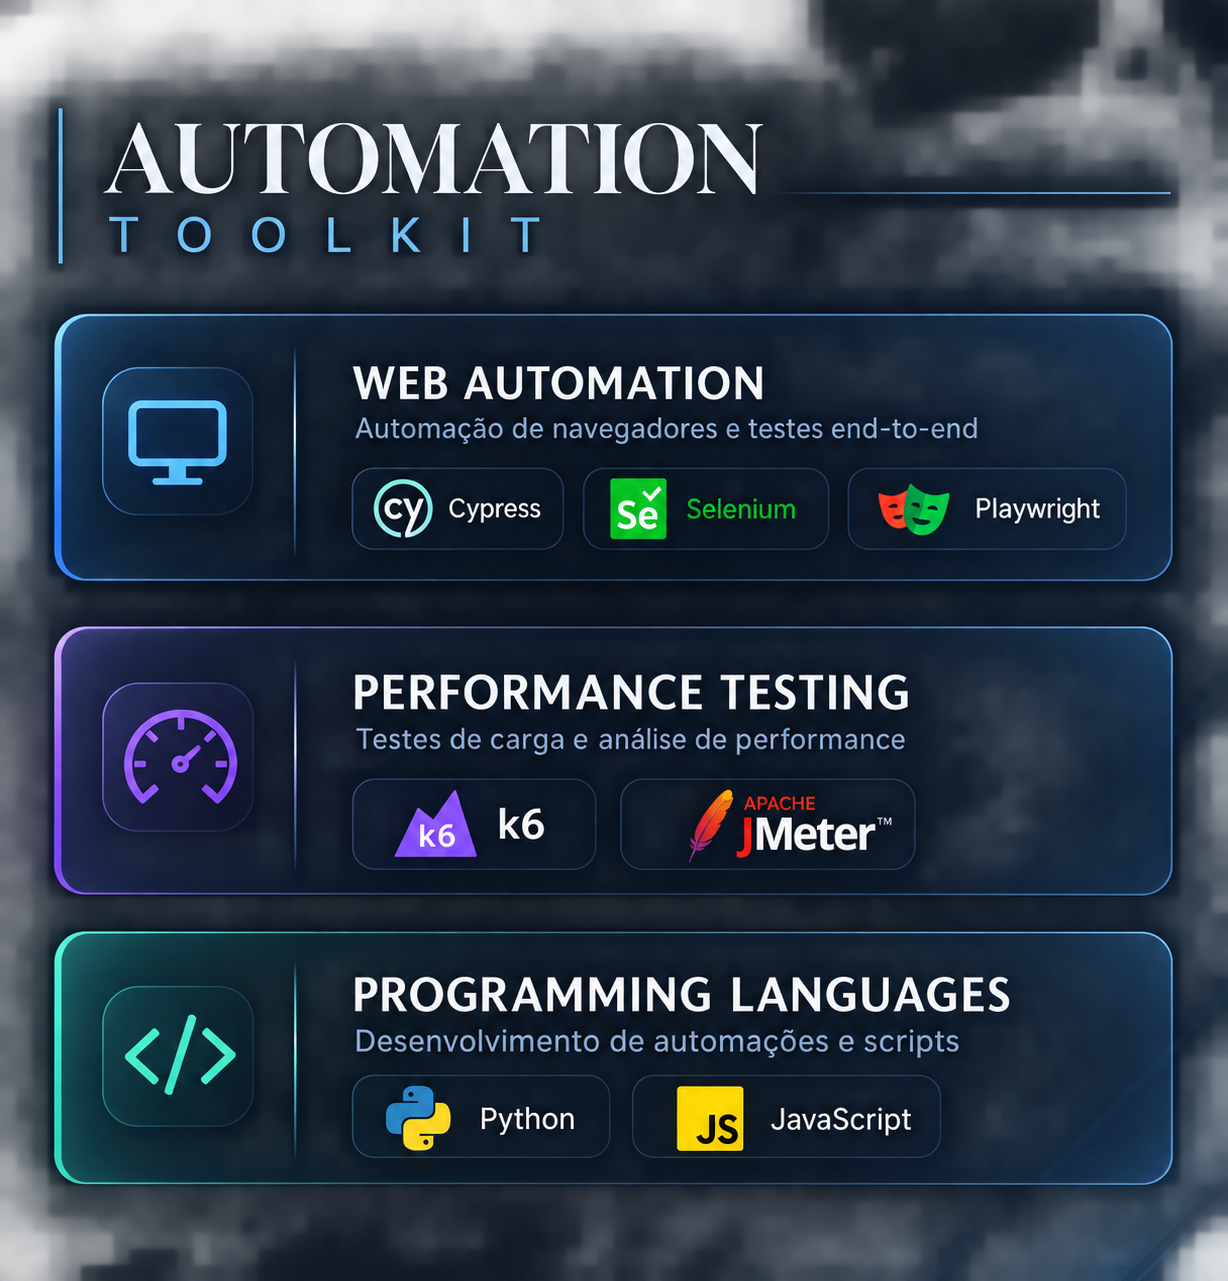 AUTOMATION
TOOLKIT
WEB AUTOMATION
Automação de navegadores e testes end-to-end
cy Cypress Se Selenium Playwright
PERFORMANCE TESTING
Testes de carga e análise de performance
k6 k6 APACHE JMeter™
PROGRAMMING LANGUAGES
Desenvolvimento de automações e scripts
Python JS JavaScript